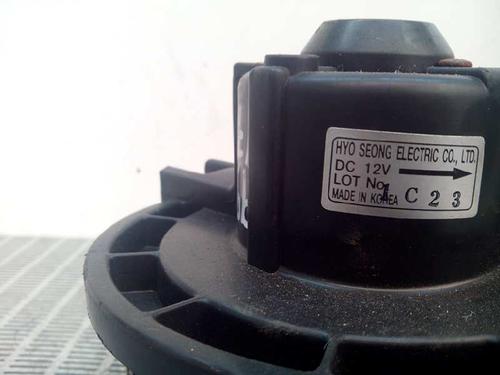 HYO SEONG ELECTRIC CO., LTD.
DC 12V
LOT No. 1 C 2 3
MADE IN KOREA